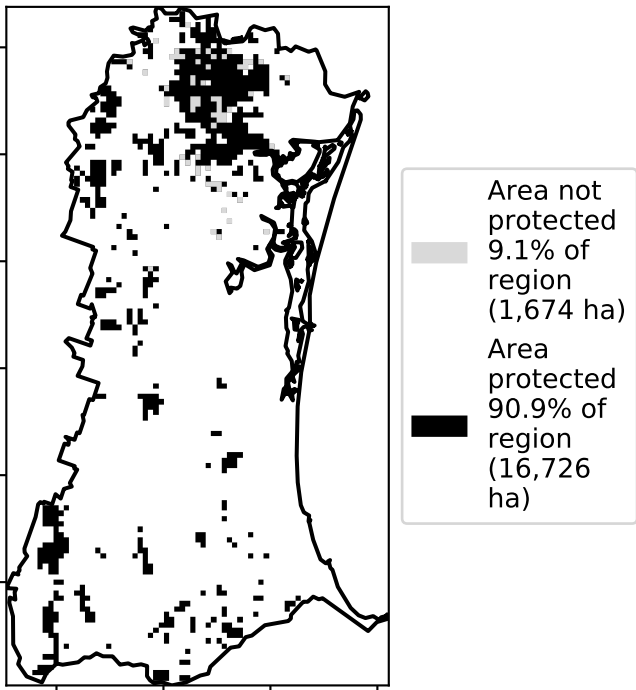 Area not
protected
9.1% of
region
(1,674 ha)
Area
protected
90.9% of
region
(16,726
ha)